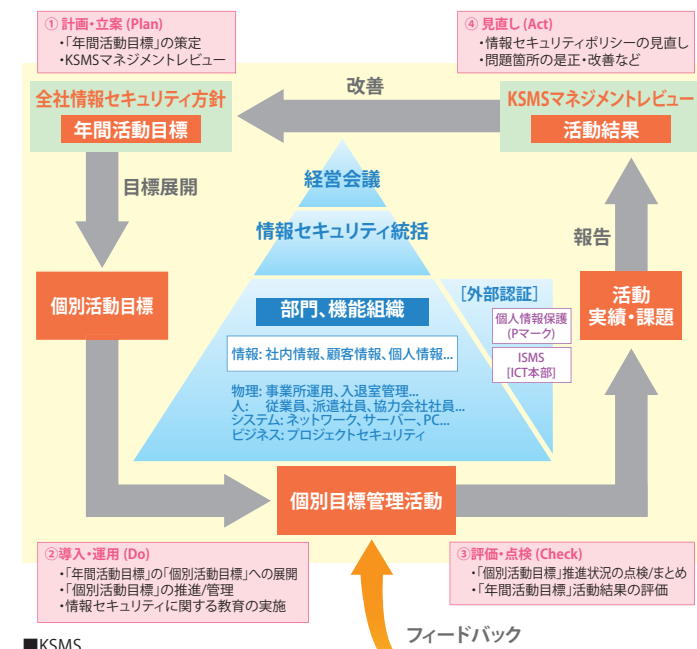 ① 計画・立案 (Plan)
・「年間活動目標」の策定
・KSMSマネジメントレビュー
④ 見直し (Act)
・情報セキュリティポリシーの見直し
・問題箇所の是正・改善など
全社情報セキュリティ方針
年間活動目標
改善
KSMSマネジメントレビュー
活動結果
目標展開
経営会議
情報セキュリティ統括
報告
個別活動目標
部門、機能組織
[外部認証]
個人情報保護
(Pマーク)
ISMS
[ICT本部]
活動
実績・課題
情報: 社内情報、顧客情報、個人情報...
物理: 事業所運用、入退室管理...
人: 従業員、派遣社員、協力会社社員...
システム: ネットワーク、サーバー、PC...
ビジネス: プロジェクトセキュリティ
個別目標管理活動
②導入・運用 (Do)
・「年間活動目標」の「個別活動目標」への展開
・「個別活動目標」の推進/管理
・情報セキュリティに関する教育の実施
③評価・点検 (Check)
・「個別活動目標」推進状況の点検/まとめ
・「年間活動目標」活動結果の評価
フィードバック
■KSMS